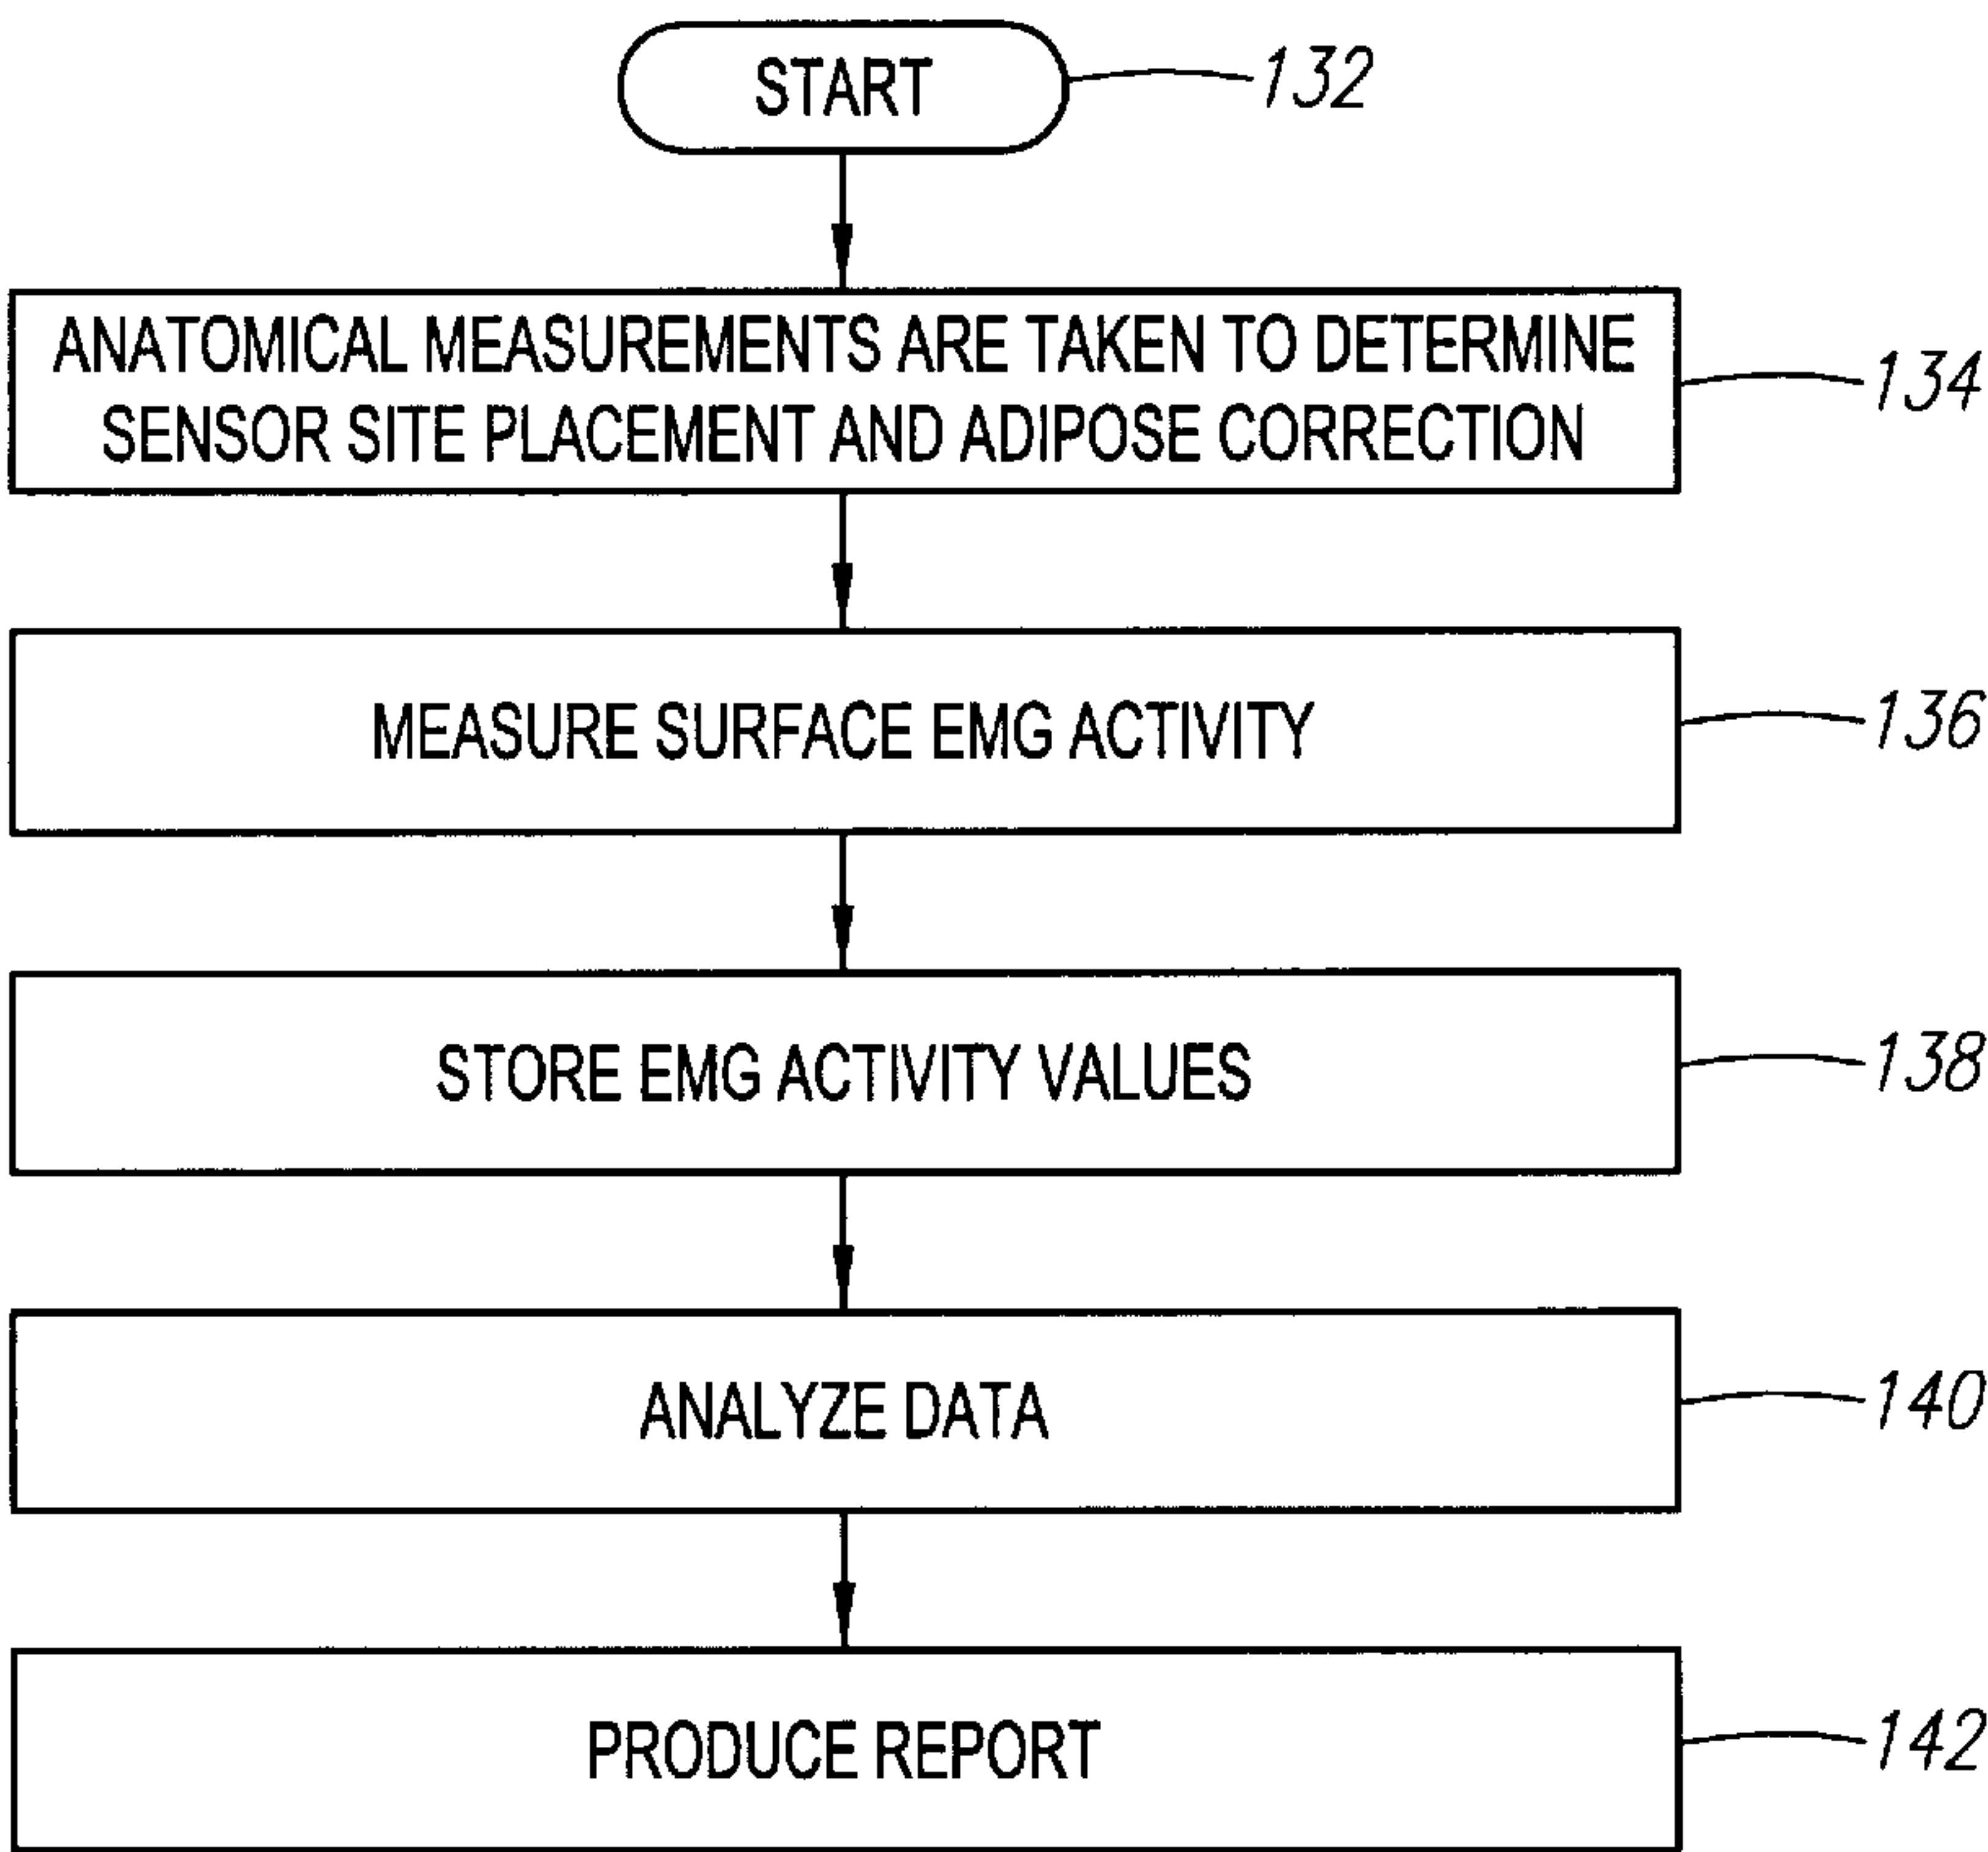 START
132
ANATOMICAL MEASUREMENTS ARE TAKEN TO DETERMINE
SENSOR SITE PLACEMENT AND ADIPOSE CORRECTION
134
MEASURE SURFACE EMG ACTIVITY
136
STORE EMG ACTIVITY VALUES
138
ANALYZE DATA
140
PRODUCE REPORT
142